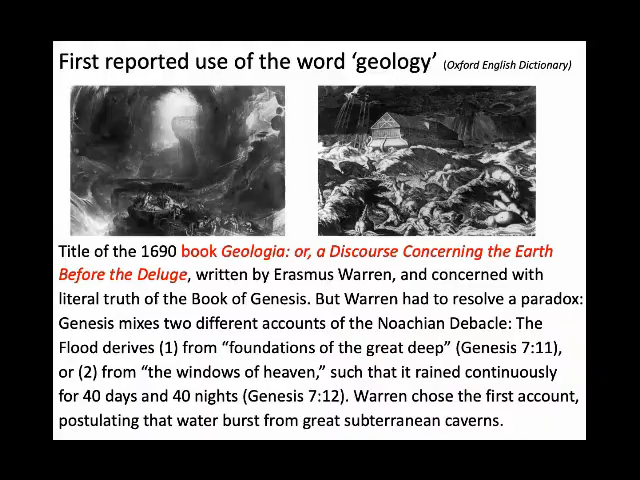 First reported use of the word ‘geology’ (Oxford English Dictionary)
Title of the 1690 book Geologia: or, a Discourse Concerning the Earth
Before the Deluge, written by Erasmus Warren, and concerned with
literal truth of the Book of Genesis. But Warren had to resolve a paradox:
Genesis mixes two different accounts of the Noachian Debacle: The
Flood derives (1) from “foundations of the great deep” (Genesis 7:11),
or (2) from “the windows of heaven,” such that it rained continuously
for 40 days and 40 nights (Genesis 7:12). Warren chose the first account,
postulating that water burst from great subterranean caverns.